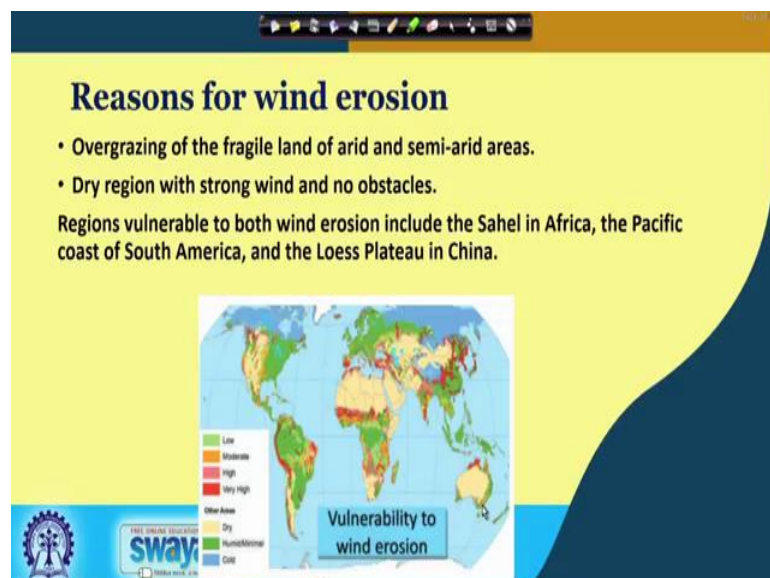 Reasons for wind erosion
• Overgrazing of the fragile land of arid and semi-arid areas.
• Dry region with strong wind and no obstacles.
Regions vulnerable to both wind erosion include the Sahel in Africa, the Pacific
coast of South America, and the Loess Plateau in China.
Low
Moderate
High
Very High
Other Areas
Dry
Humid/Minimal
Cold
Vulnerability to
wind erosion
FREE ONLINE EDUCATION
swaya